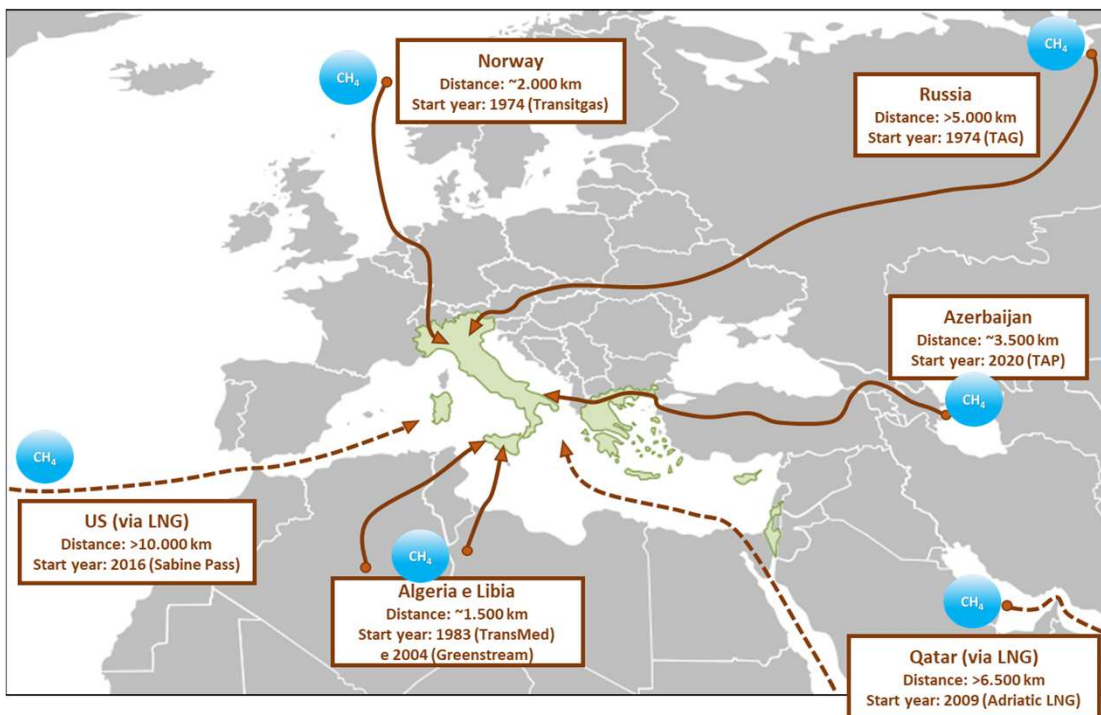 CH4
Norway
Distance: ~2.000 km
Start year: 1974 (Transitgas)
CH4
Russia
Distance: >5.000 km
Start year: 1974 (TAG)
Azerbaijan
Distance: ~3.500 km
Start year: 2020 (TAP)
CH4
CH4
US (via LNG)
Distance: >10.000 km
Start year: 2016 (Sabine Pass)
CH4
Algeria e Libia
Distance: ~1.500 km
Start year: 1983 (TransMed)
e 2004 (Greenstream)
CH4
Qatar (via LNG)
Distance: >6.500 km
Start year: 2009 (Adriatic LNG)